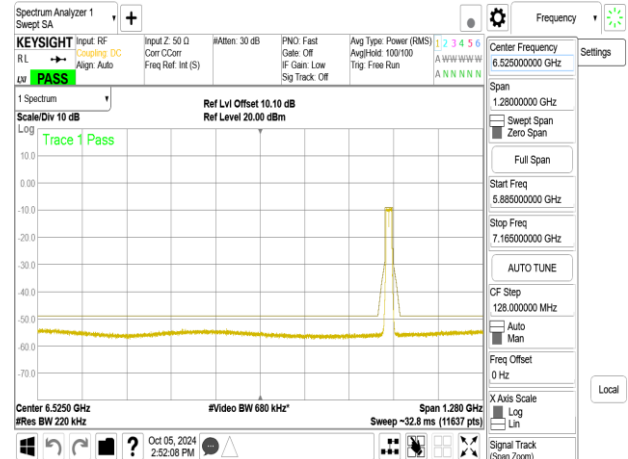 Spectrum Analyzer 1
Swept SA
Frequency
KEYSIGHT
RL
LXI
PASS
Input: RF
Coupling: DC
Align: Auto
Input Z: 50 Ω
Corr CCorr
Freq Ref: Int (S)
#Atten: 30 dB
PNO: Fast
Gate: Off
IF Gain: Low
Sig Track: Off
Avg Type: Power (RMS)
Avg|Hold: 100/100
Trig: Free Run
1 2 3 4 5 6
A W W W W W
A N N N N N
Settings
1 Spectrum
Scale/Div 10 dB
Ref Lvl Offset 10.10 dB
Ref Level 20.00 dBm
Log
Trace 1 Pass
10.0
0.00
-10.0
-20.0
-30.0
-40.0
-50.0
-60.0
-70.0
Center 6.5250 GHz
#Res BW 220 kHz
#Video BW 680 kHz*
Span 1.280 GHz
Sweep ~32.8 ms (11637 pts)
Center Frequency
6.525000000 GHz
Span
1.28000000 GHz
Swept Span
Zero Span
Full Span
Start Freq
5.885000000 GHz
Stop Freq
7.165000000 GHz
AUTO TUNE
CF Step
128.000000 MHz
Auto
Man
Freq Offset
0 Hz
X Axis Scale
Log
Lin
Signal Track
(Span Zoom)
Local
?
Oct 05, 2024
2:52:08 PM